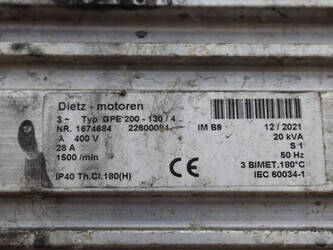 Dietz - motoren
3 ~ Typ GPE 200 - 130 / 4
NR. 1674684 22600094 IM B9 12 / 2021
λ 400 V 20 kVA
28 A S 1
1500 /min 50 Hz
CE 3 BIMET.180°C
IP40 Th.Cl.180(H) IEC 60034-1